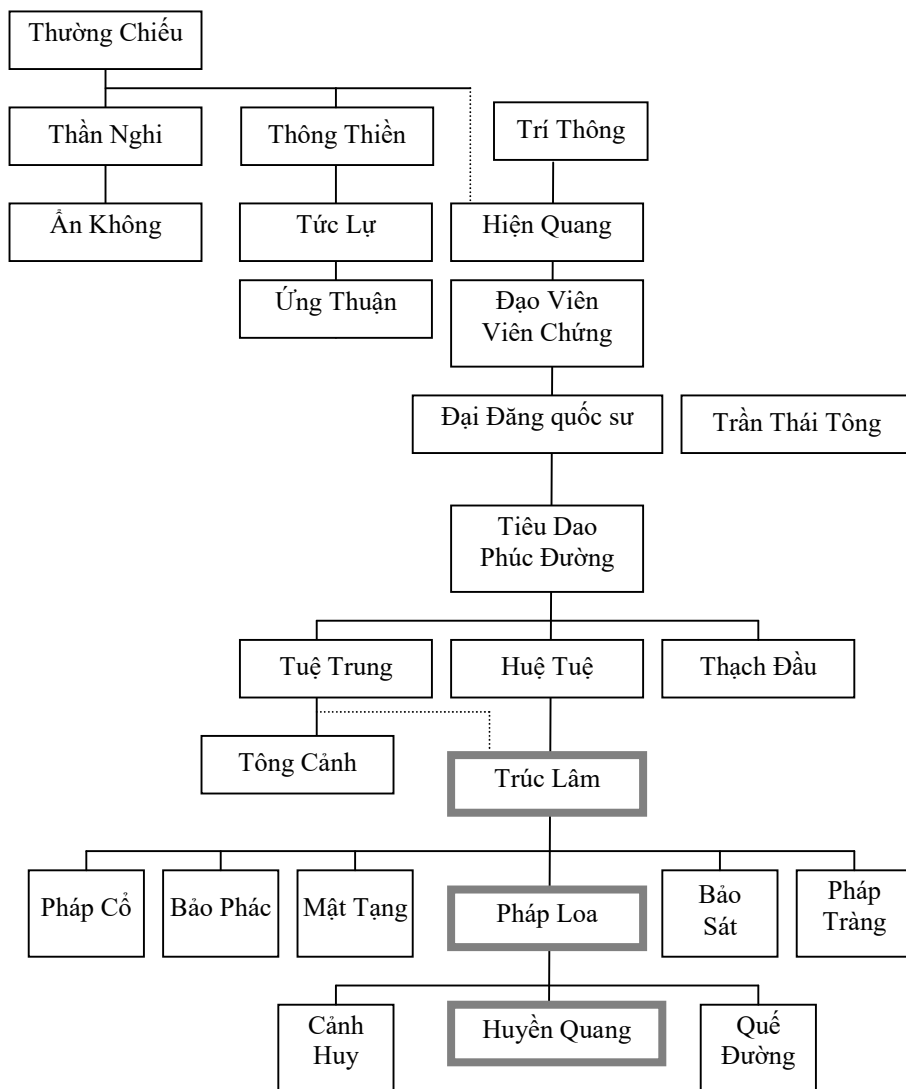 Thường Chiếu
Thần Nghi
Thông Thiền
Trí Thông
Ẩn Không
Tức Lự
Hiện Quang
Ứng Thuận
Đạo Viên
Viên Chứng
Đại Đăng quốc sư
Trần Thái Tông
Tiêu Dao
Phúc Đường
Tuệ Trung
Huệ Tuệ
Thạch Đầu
Tông Cảnh
Trúc Lâm
Pháp Cổ
Bảo Phác
Mật Tạng
Pháp Loa
Bảo
Sát
Pháp
Tràng
Cảnh
Huy
Huyền Quang
Quế
Đường